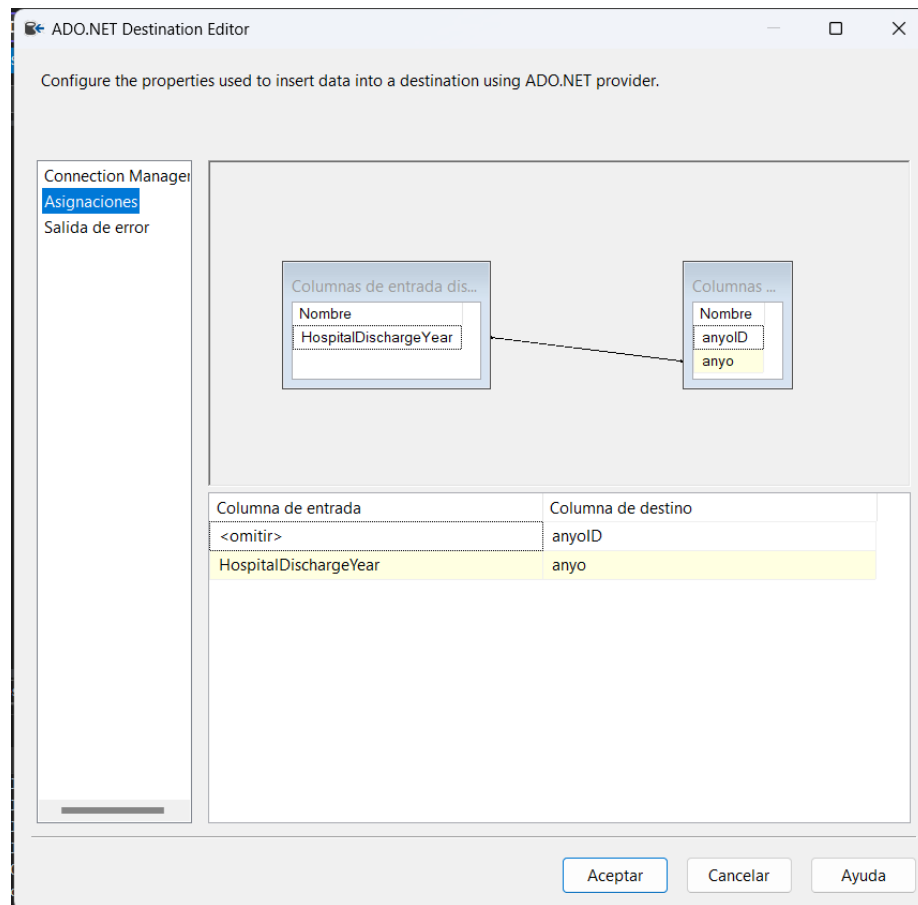 ADO.NET Destination Editor
Configure the properties used to insert data into a destination using ADO.NET provider.
Connection Manager
Asignaciones
Salida de error
Columnas de entrada dis...
Nombre
HospitalDischargeYear
Columnas ...
Nombre
anyoID
anyo
Columna de entrada Columna de destino
<omitir> anyoID
HospitalDischargeYear anyo
Aceptar Cancelar Ayuda